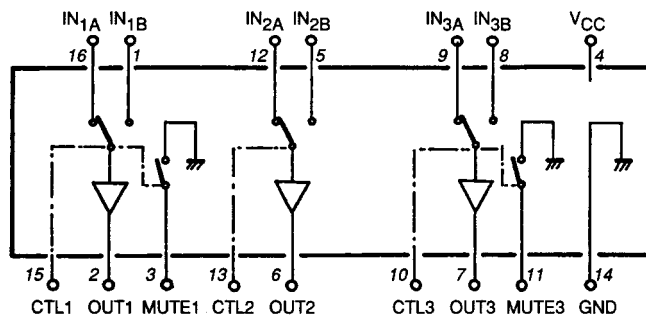 IN1A IN1B IN2A IN2B IN3A IN3B VCC
16 1 12 5 9 8 4
15 2 3 13 6 10 7 11 14
CTL1 OUT1 MUTE1 CTL2 OUT2 CTL3 OUT3 MUTE3 GND